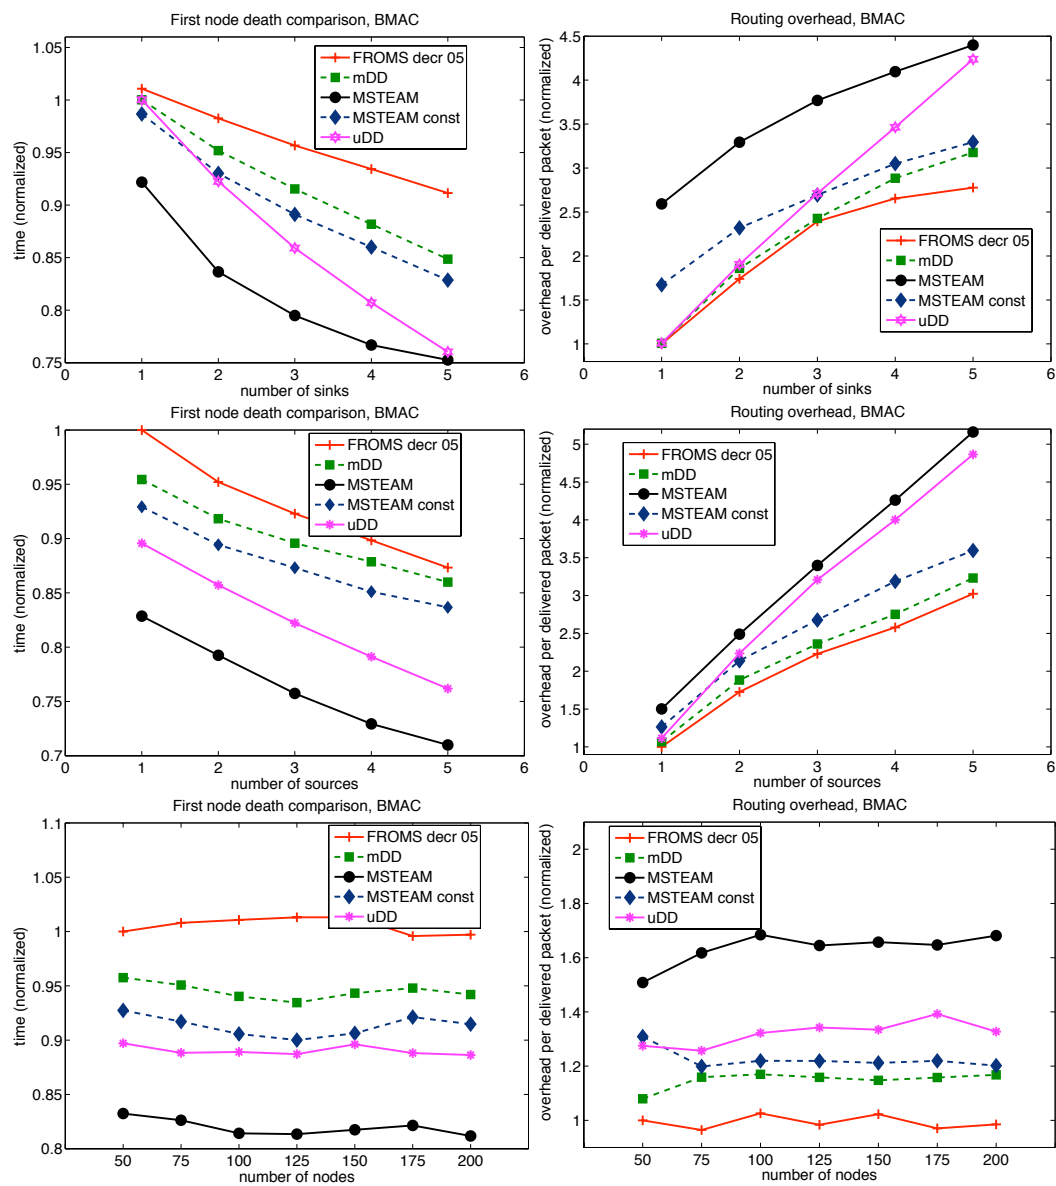 First node death comparison, BMAC
1.05
1
0.95
0.9
0.85
0.8
0.75
time (normalized)
FROMS decr 05
mDD
MSTEAM
MSTEAM const
uDD
0 1 2 3 4 5 6
number of sinks
Routing overhead, BMAC
4.5
4
3.5
3
2.5
2
1.5
1
overhead per delivered packet (normalized)
FROMS decr 05
mDD
MSTEAM
MSTEAM const
uDD
0 1 2 3 4 5 6
number of sinks
First node death comparison, BMAC
1
0.95
0.9
0.85
0.8
0.75
0.7
time (normalized)
FROMS decr 05
mDD
MSTEAM
MSTEAM const
uDD
0 1 2 3 4 5 6
number of sources
Routing overhead, BMAC
5
4.5
4
3.5
3
2.5
2
1.5
1
overhead per delivered packet (normalized)
FROMS decr 05
mDD
MSTEAM
MSTEAM const
uDD
0 1 2 3 4 5 6
number of sources
First node death comparison, BMAC
1.1
1.05
1
0.95
0.9
0.85
0.8
time (normalized)
FROMS decr 05
mDD
MSTEAM
MSTEAM const
uDD
50 75 100 125 150 175 200
number of nodes
Routing overhead, BMAC
2
1.8
1.6
1.4
1.2
1
overhead per delivered packet (normalized)
FROMS decr 05
mDD
MSTEAM
MSTEAM const
uDD
50 75 100 125 150 175 200
number of nodes